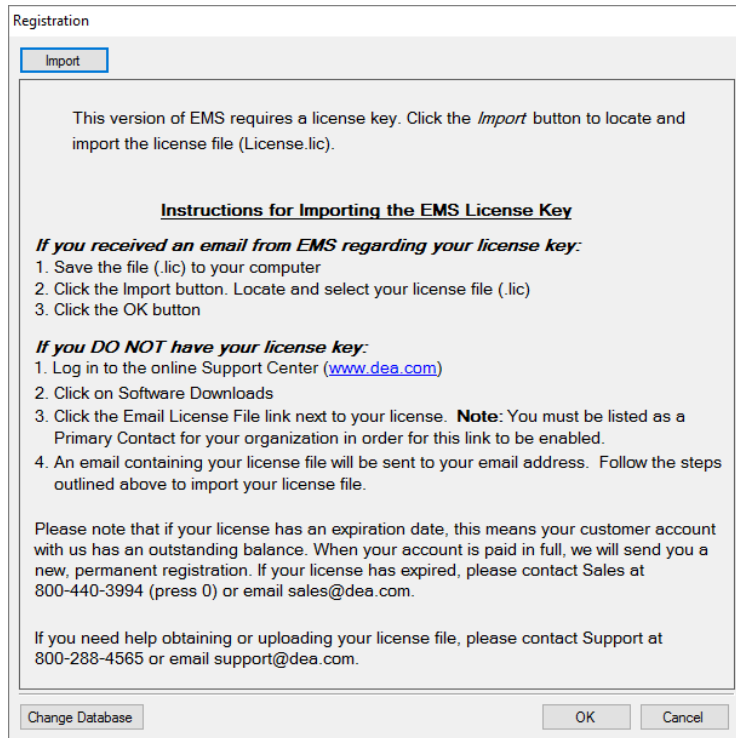 Registration
Import
This version of EMS requires a license key. Click the Import button to locate and
import the license file (License.lic).
Instructions for Importing the EMS License Key
If you received an email from EMS regarding your license key:
1. Save the file (.lic) to your computer
2. Click the Import button. Locate and select your license file (.lic)
3. Click the OK button
If you DO NOT have your license key:
1. Log in to the online Support Center (www.dea.com)
2. Click on Software Downloads
3. Click the Email License File link next to your license. Note: You must be listed as a
Primary Contact for your organization in order for this link to be enabled.
4. An email containing your license file will be sent to your email address. Follow the steps
outlined above to import your license file.
Please note that if your license has an expiration date, this means your customer account
with us has an outstanding balance. When your account is paid in full, we will send you a
new, permanent registration. If your license has expired, please contact Sales at
800-440-3994 (press 0) or email sales@dea.com.
If you need help obtaining or uploading your license file, please contact Support at
800-288-4565 or email support@dea.com.
Change Database
OK
Cancel